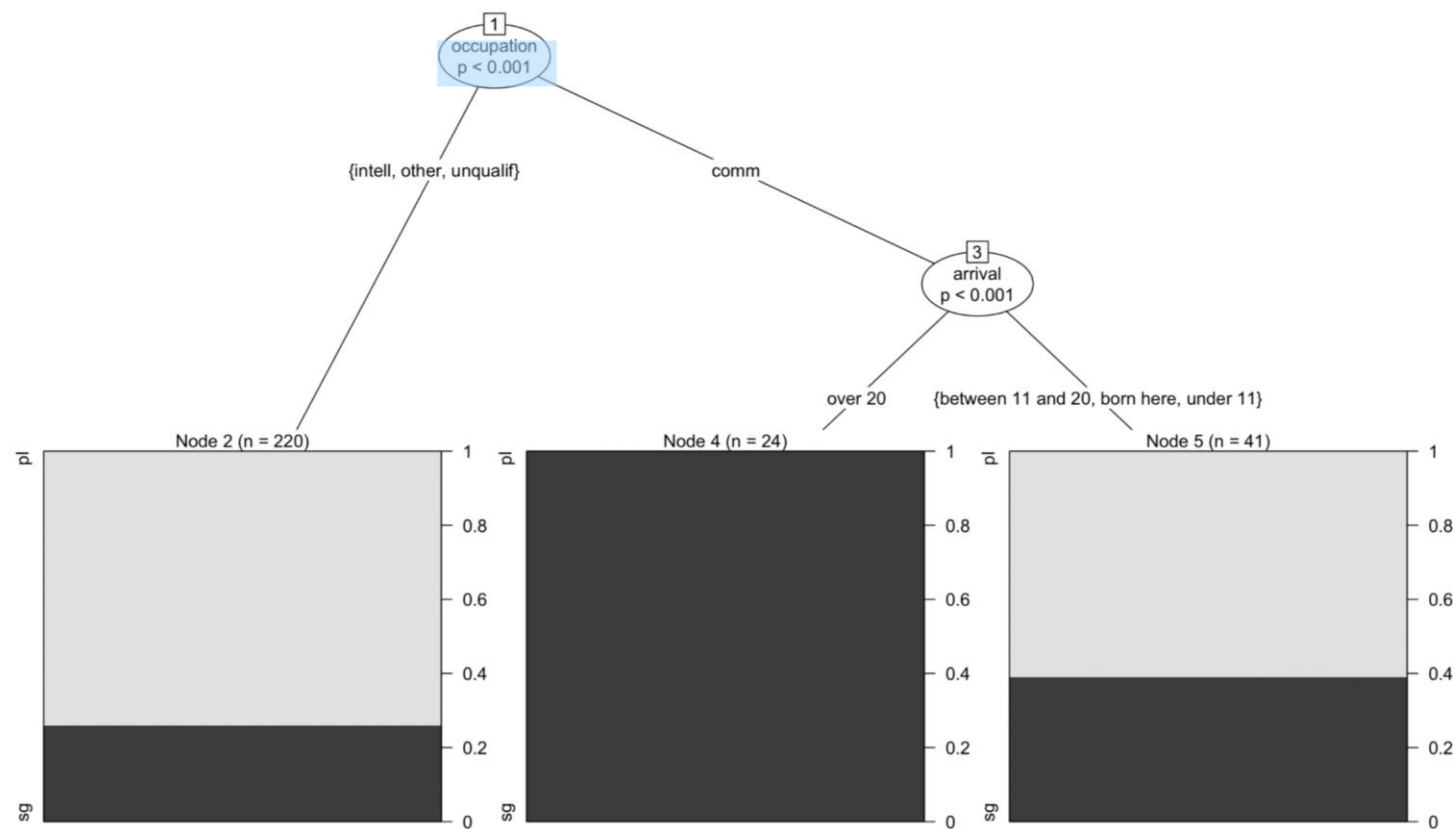 1
occupation
p < 0.001
{intell, other, unqualif}
comm
3
arrival
p < 0.001
over 20
{between 11 and 20, born here, under 11}
Node 2 (n = 220)
pl
sg
1
0.8
0.6
0.4
0.2
0
Node 4 (n = 24)
pl
sg
1
0.8
0.6
0.4
0.2
0
Node 5 (n = 41)
pl
sg
1
0.8
0.6
0.4
0.2
0